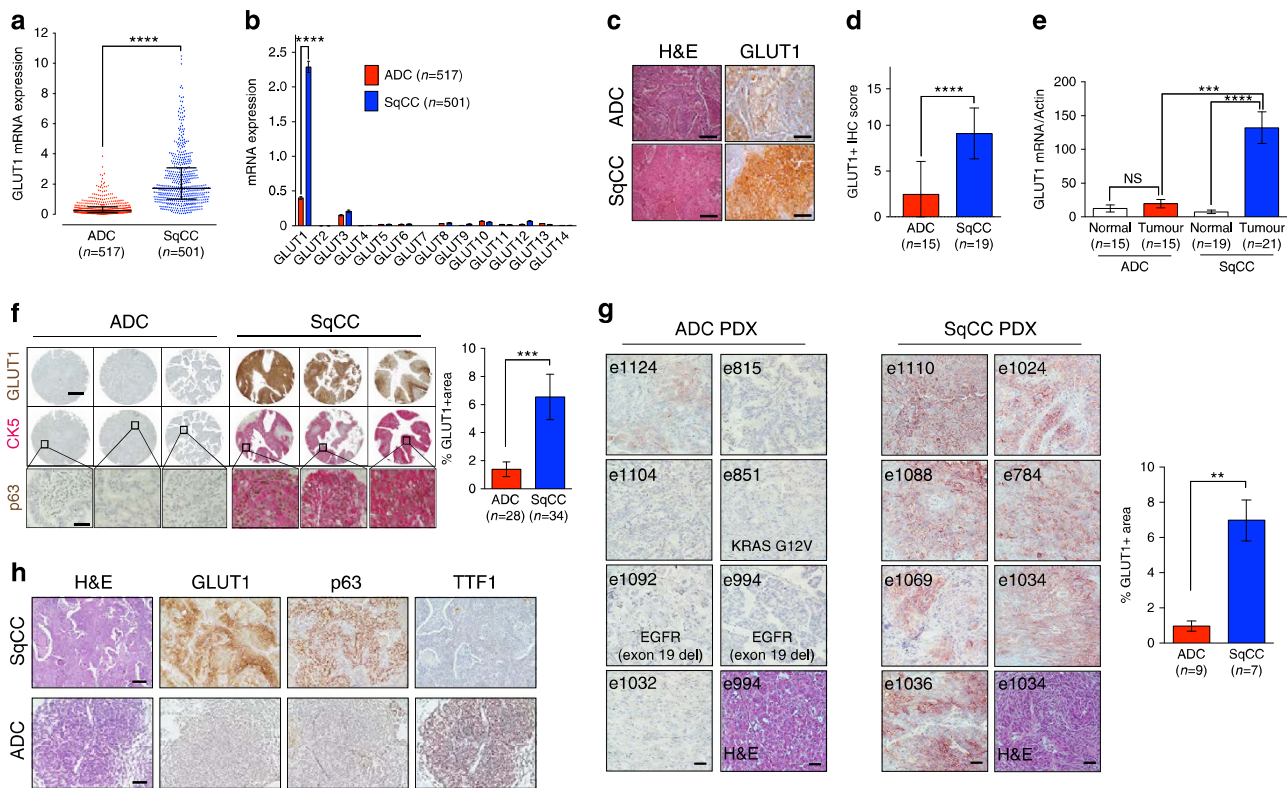 a
GLUT1 mRNA expression
12
10
8
6
4
2
0
****
ADC
(n=517)
SqCC
(n=501)
b
mRNA expression
2.5
2.0
1.5
1.0
0.5
0.0
****
ADC (n=517)
SqCC (n=501)
GLUT1
GLUT2
GLUT3
GLUT4
GLUT5
GLUT6
GLUT7
GLUT8
GLUT9
GLUT10
GLUT11
GLUT12
GLUT13
GLUT14
c
H&E GLUT1
ADC
SqCC
d
GLUT1+ IHC score
15
10
5
0
****
ADC
(n=15)
SqCC
(n=19)
e
GLUT1 mRNA/Actin
200
150
100
50
0
***
****
NS
Normal Tumour Normal Tumour
(n=15) (n=15) (n=19) (n=21)
ADC SqCC
f
ADC SqCC
GLUT1
CK5
p63
% GLUT1+area
10
8
6
4
2
0
***
ADC SqCC
(n=28) (n=34)
g
ADC PDX SqCC PDX
e1124 e815
e1104 e851
KRAS G12V
e1092 e994
EGFR EGFR
(exon 19 del) (exon 19 del)
e1032 e994
H&E
e1110 e1024
e1088 e784
e1069 e1034
e1036 e1034
H&E
% GLUT1+ area
10
8
6
4
2
0
**
ADC SqCC
(n=9) (n=7)
h
H&E GLUT1 p63 TTF1
SqCC
ADC